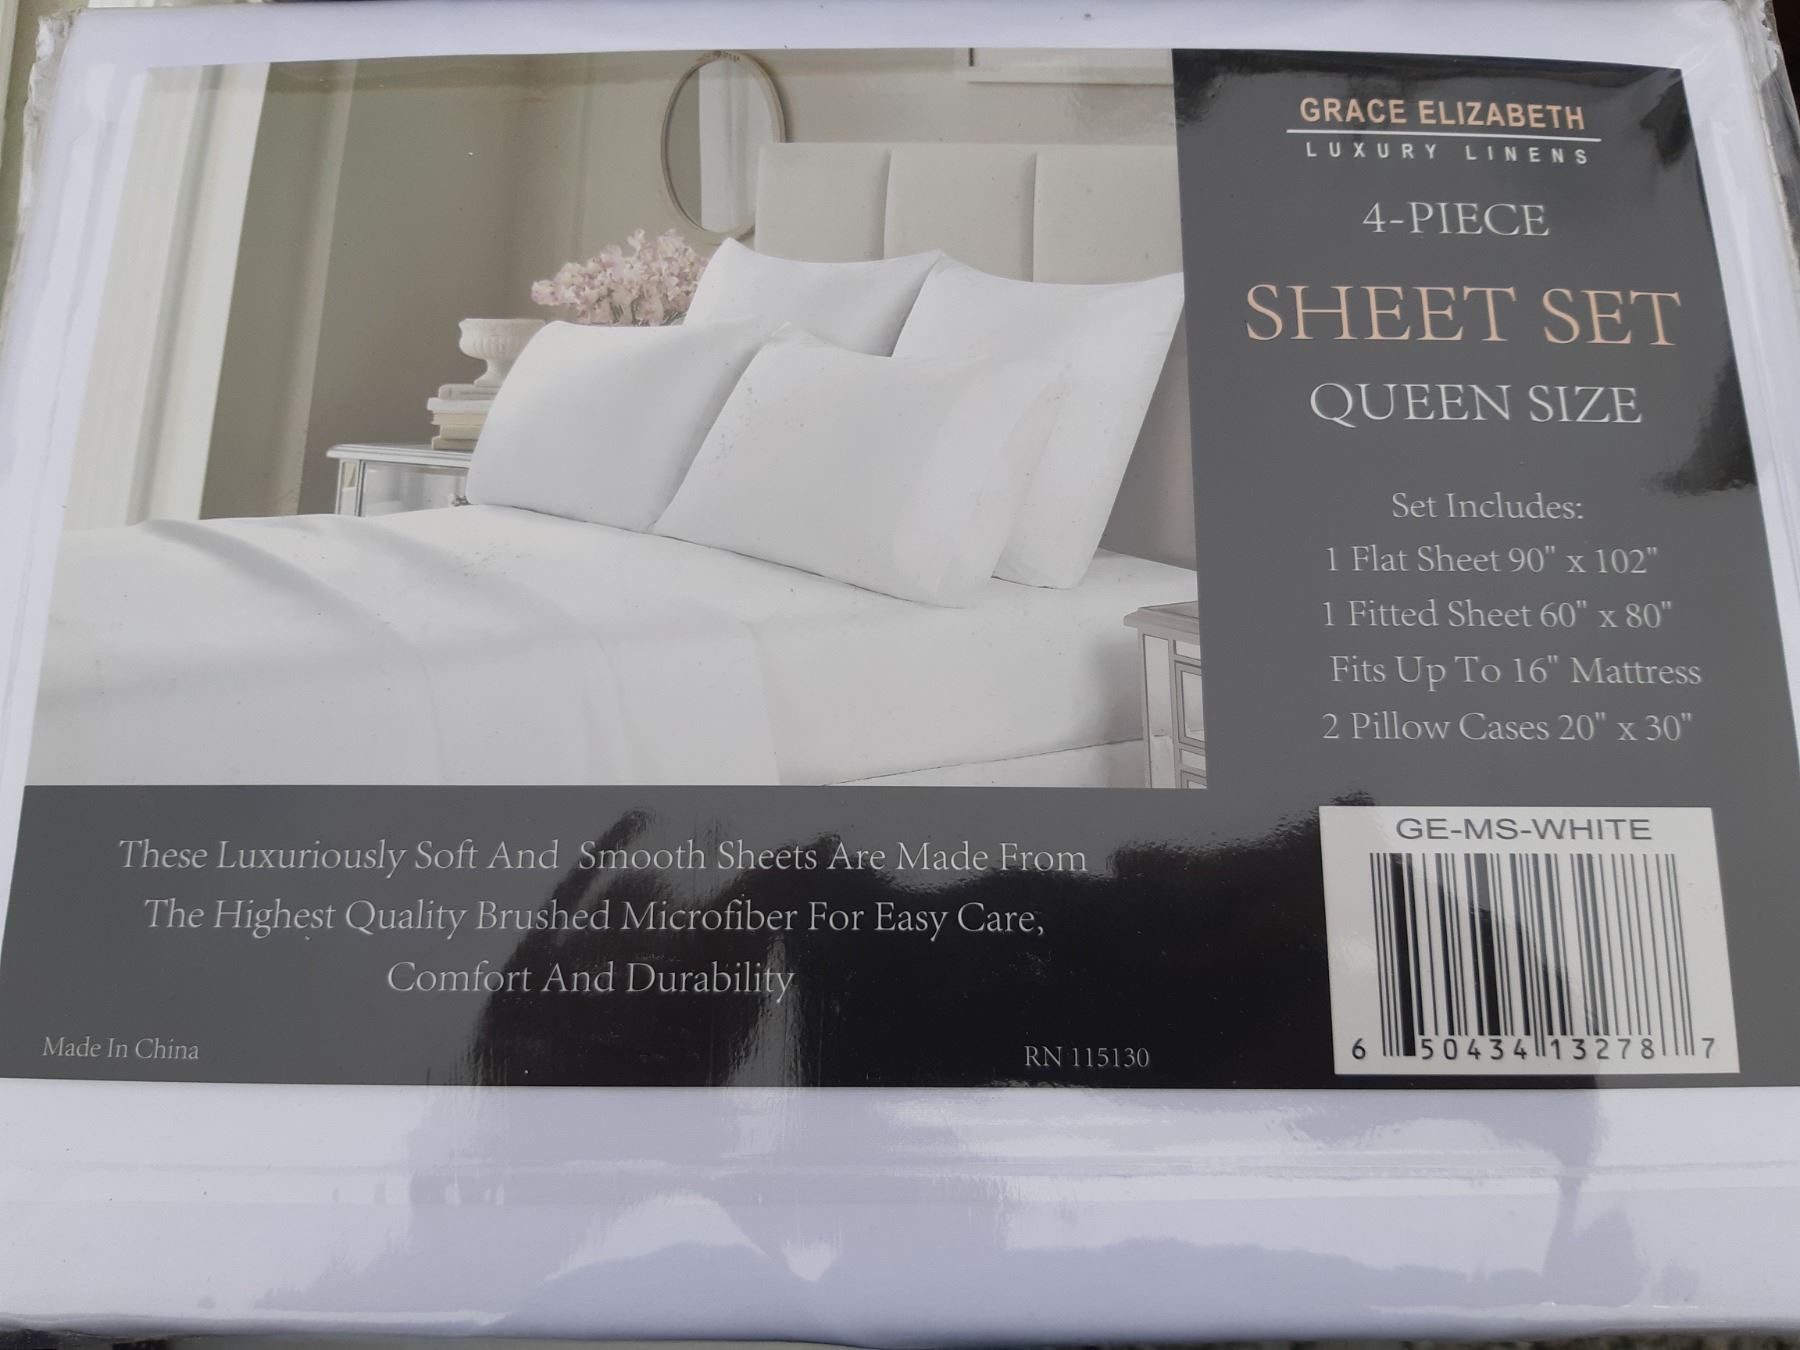 GRACE ELIZABETH
LUXURY LINENS
4-PIECE
SHEET SET
QUEEN SIZE
Set Includes:
1 Flat Sheet 90" x 102"
1 Fitted Sheet 60" x 80"
Fits Up To 16" Mattress
2 Pillow Cases 20" x 30"
These Luxuriously Soft And Smooth Sheets Are Made From
The Highest Quality Brushed Microfiber For Easy Care,
Comfort And Durability
Made In China
RN 115130
GE-MS-WHITE
6 50434 13278 7